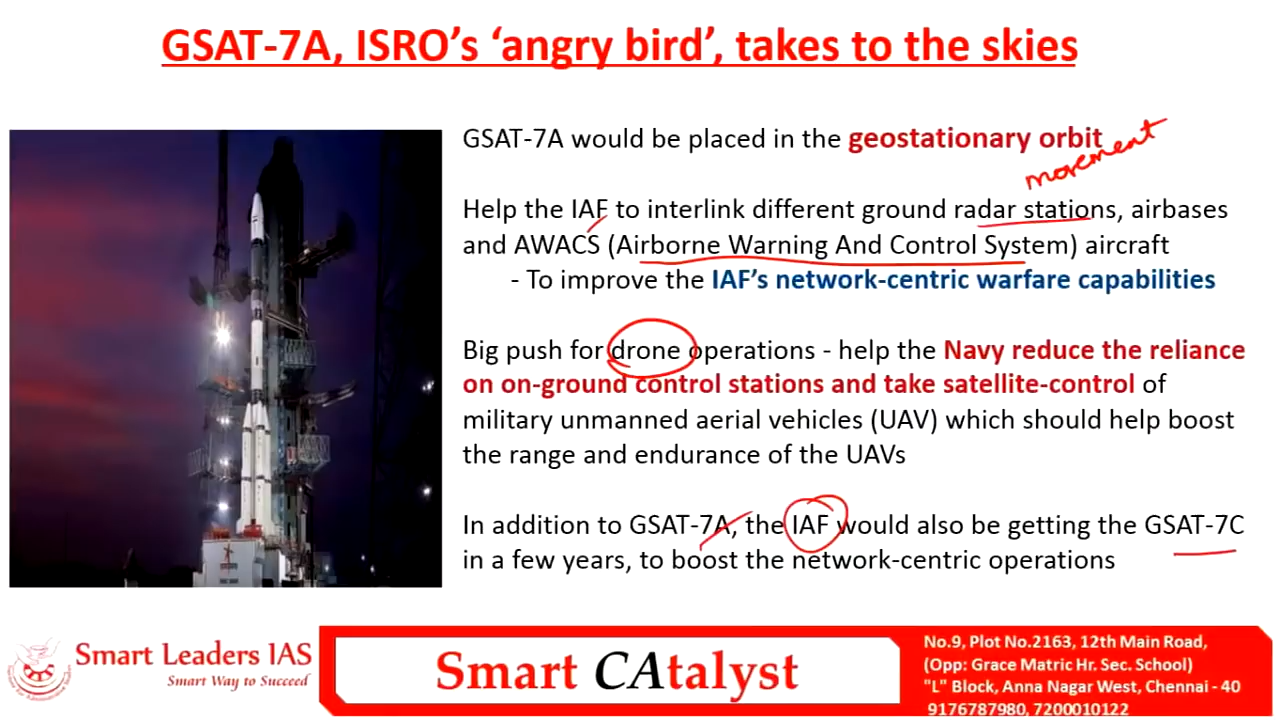 GSAT-7A, ISRO’s ‘angry bird’, takes to the skies
GSAT-7A would be placed in the geostationary orbit
movement
Help the IAF to interlink different ground radar stations, airbases
and AWACS (Airborne Warning And Control System) aircraft
- To improve the IAF’s network-centric warfare capabilities
Big push for drone operations - help the Navy reduce the reliance
on on-ground control stations and take satellite-control of
military unmanned aerial vehicles (UAV) which should help boost
the range and endurance of the UAVs
In addition to GSAT-7A, the IAF would also be getting the GSAT-7C
in a few years, to boost the network-centric operations
Smart Leaders IAS
Smart Way to Succeed
Smart CAtalyst
No.9, Plot No.2163, 12th Main Road,
(Opp: Grace Matric Hr. Sec. School)
"L" Block, Anna Nagar West, Chennai - 40
9176787980, 7200010122